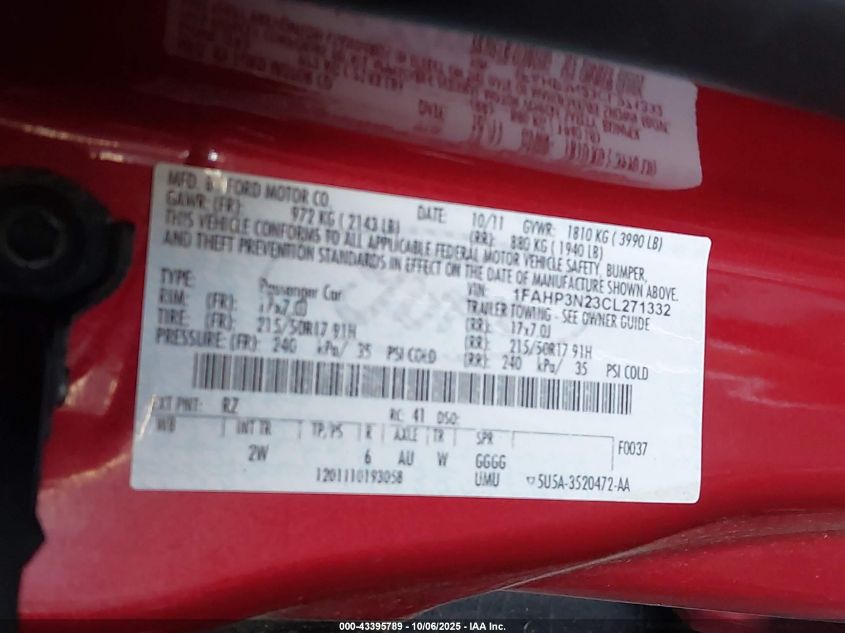 MFD. BY FORD MOTOR CO. DATE: 10/11 GVWR: 1810 KG ( 3990 LB)
GAWR: (FR): 972 KG ( 2143 LB) (RR): 880 KG ( 1940 LB)
THIS VEHICLE CONFORMS TO ALL APPLICABLE FEDERAL MOTOR VEHICLE SAFETY, BUMPER,
AND THEFT PREVENTION STANDARDS IN EFFECT ON THE DATE OF MANUFACTURE SHOWN ABOVE.
VIN: 1FAHP3N23CL271332
TYPE: Passenger Car TRAILER TOWING - SEE OWNER GUIDE
RIM: (FR): 17x7.0J (RR): 17x7.0J
TIRE: (FR): 215/50R17 91H (RR): 215/50R17 91H
PRESSURE: (FR): 240 kPa/ 35 PSI COLD (RR): 240 kPa/ 35 PSI COLD
EXT PNT: RZ RC: 41 DSO:
WB INT TR TP/PS R AXLE TR SPR F0037
2W 6 AU W GGGG
1201110193058 UMU 5U5A-3520472-AA
000-43395789 - 10/06/2025 - IAA Inc.